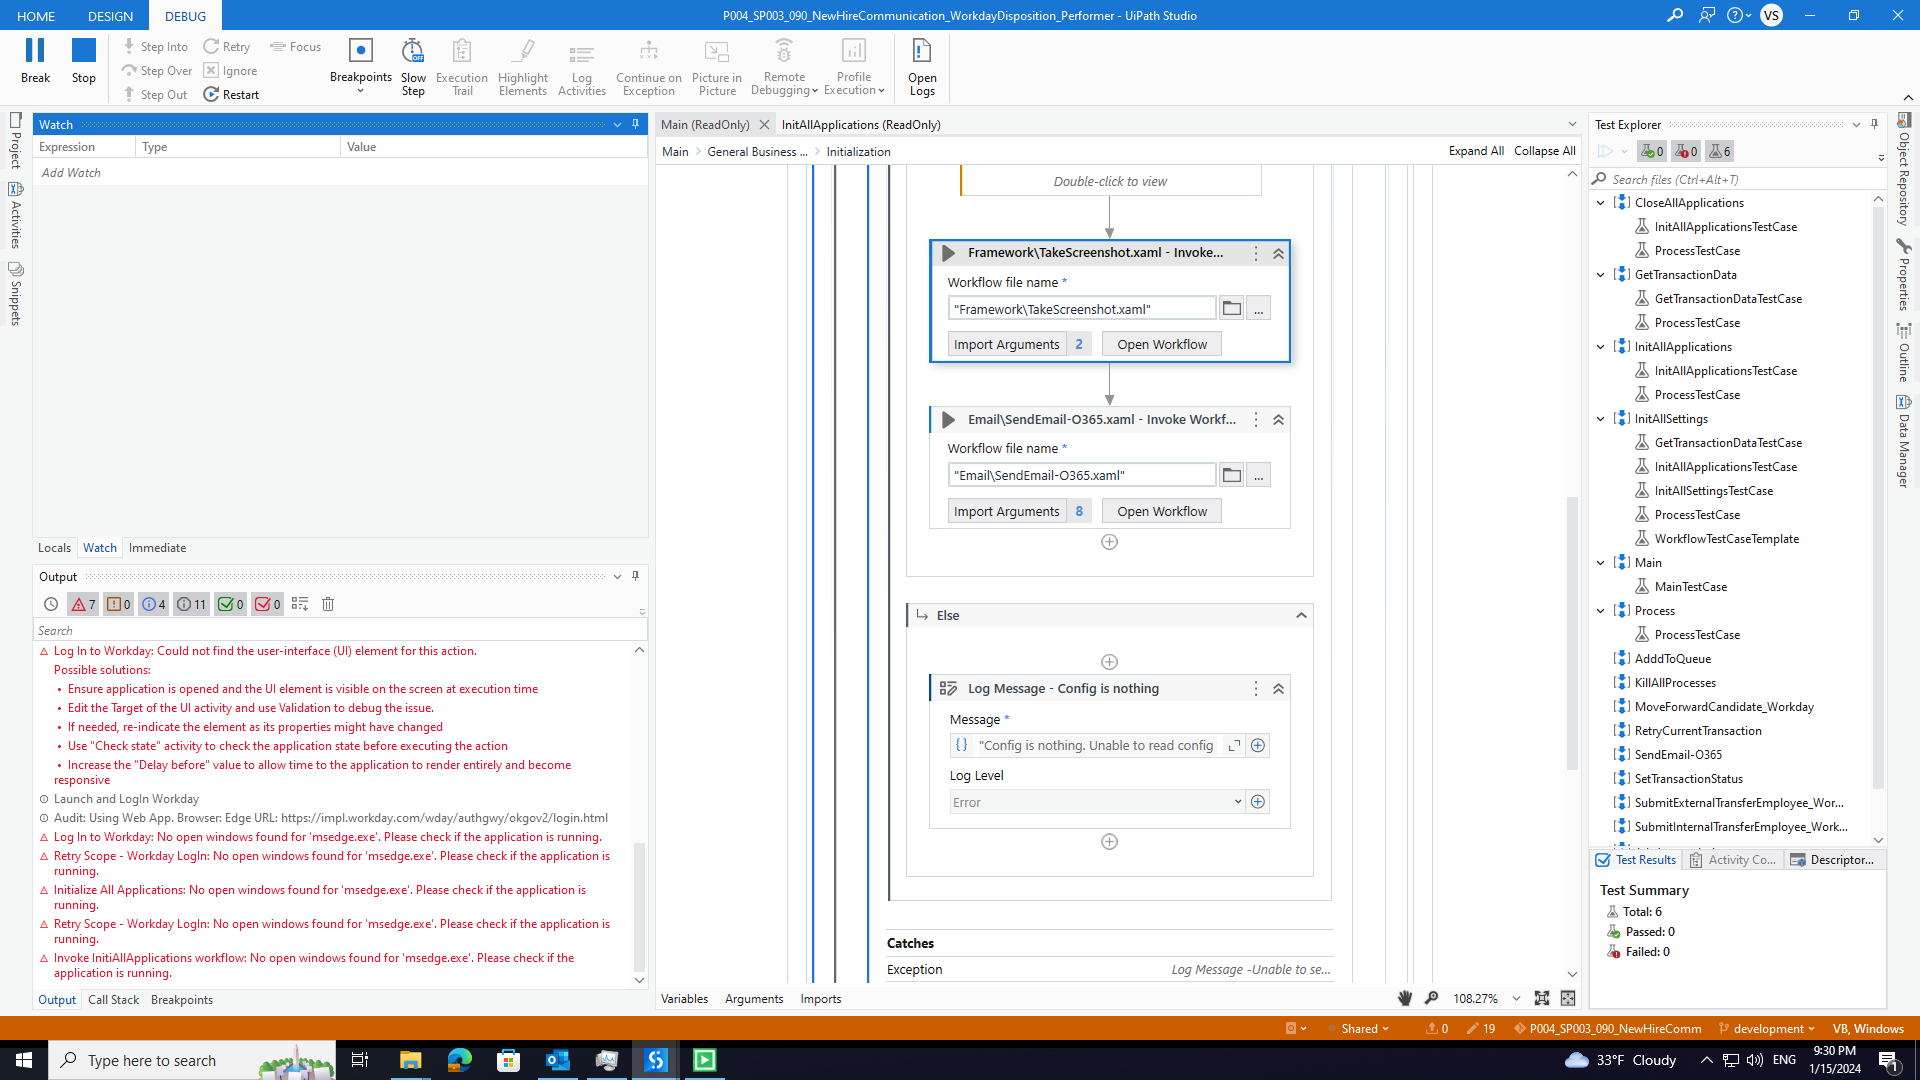 HOME
DESIGN
DEBUG
P004_SP003_090_NewHireCommunication_WorkdayDisposition_Performer - UiPath Studio
VS
Break
Stop
Step Into
Step Over
Step Out
Retry
Ignore
Restart
Focus
Breakpoints
Slow
Step
Execution
Trail
Highlight
Elements
Log
Activities
Continue on
Exception
Picture in
Picture
Remote
Debugging
Profile
Execution
Open
Logs
Project
Activities
Snippets
Watch
Expression
Type
Value
Add Watch
Locals
Watch
Immediate
Output
7
0
4
11
0
0
Search
Log In to Workday: Could not find the user-interface (UI) element for this action.
Possible solutions:
• Ensure application is opened and the UI element is visible on the screen at execution time
• Edit the Target of the UI activity and use Validation to debug the issue.
• If needed, re-indicate the element as its properties might have changed
• Use "Check state" activity to check the application state before executing the action
• Increase the "Delay before" value to allow time to the application to render entirely and become
responsive
Launch and LogIn Workday
Audit: Using Web App. Browser: Edge URL: https://impl.workday.com/wday/authgwy/okgov2/login.html
Log In to Workday: No open windows found for 'msedge.exe'. Please check if the application is running.
Retry Scope - Workday LogIn: No open windows found for 'msedge.exe'. Please check if the application is
running.
Initialize All Applications: No open windows found for 'msedge.exe'. Please check if the application is
running.
Retry Scope - Workday LogIn: No open windows found for 'msedge.exe'. Please check if the application is
running.
Invoke InitiAllApplications workflow: No open windows found for 'msedge.exe'. Please check if the
application is running.
Output
Call Stack
Breakpoints
Main (ReadOnly)
InitAllApplications (ReadOnly)
Main
General Business ...
Initialization
Expand All
Collapse All
Double-click to view
Framework\TakeScreenshot.xaml - Invoke...
Workflow file name *
"Framework\TakeScreenshot.xaml"
...
Import Arguments
2
Open Workflow
Email\SendEmail-O365.xaml - Invoke Workf...
Workflow file name *
"Email\SendEmail-O365.xaml"
...
Import Arguments
8
Open Workflow
Else
Log Message - Config is nothing
Message *
"Config is nothing. Unable to read config
Log Level
Error
Catches
Exception
Log Message -Unable to se...
Variables
Arguments
Imports
108.27%
Test Explorer
0
0
6
Search files (Ctrl+Alt+T)
CloseAllApplications
InitAllApplicationsTestCase
ProcessTestCase
GetTransactionData
GetTransactionDataTestCase
ProcessTestCase
InitAllApplications
InitAllApplicationsTestCase
ProcessTestCase
InitAllSettings
GetTransactionDataTestCase
InitAllApplicationsTestCase
InitAllSettingsTestCase
ProcessTestCase
WorkflowTestCaseTemplate
Main
MainTestCase
Process
ProcessTestCase
AdddToQueue
KillAllProcesses
MoveForwardCandidate_Workday
RetryCurrentTransaction
SendEmail-O365
SetTransactionStatus
SubmitExternalTransferEmployee_Wor...
SubmitInternalTransferEmployee_Work...
Test Results
Activity Co...
Descriptor...
Test Summary
Total: 6
Passed: 0
Failed: 0
Object Repository
Properties
Outline
Data Manager
Shared
0
19
P004_SP003_090_NewHireComm
development
VB, Windows
Type here to search
33°F Cloudy
ENG
9:30 PM
1/15/2024
1